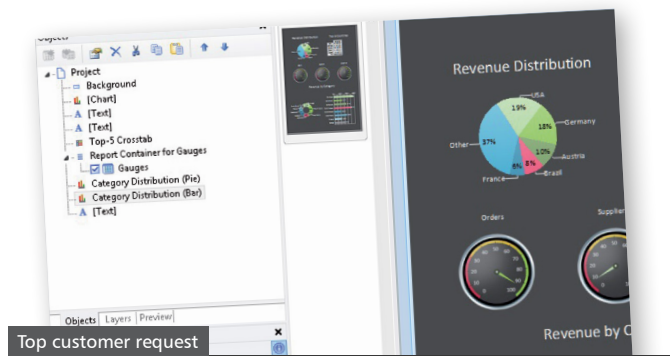 Objects
Project
Background
[Chart]
[Text]
[Text]
Top-5 Crosstab
Report Container for Gauges
Gauges
Category Distribution (Pie)
Category Distribution (Bar)
[Text]
Objects Layers Preview
Revenue Distribution
USA
19%
Germany
18%
Other
37%
10%
Austria
8%
Brazil
6%
France
Orders
Supplier
Revenue by C
Top customer request